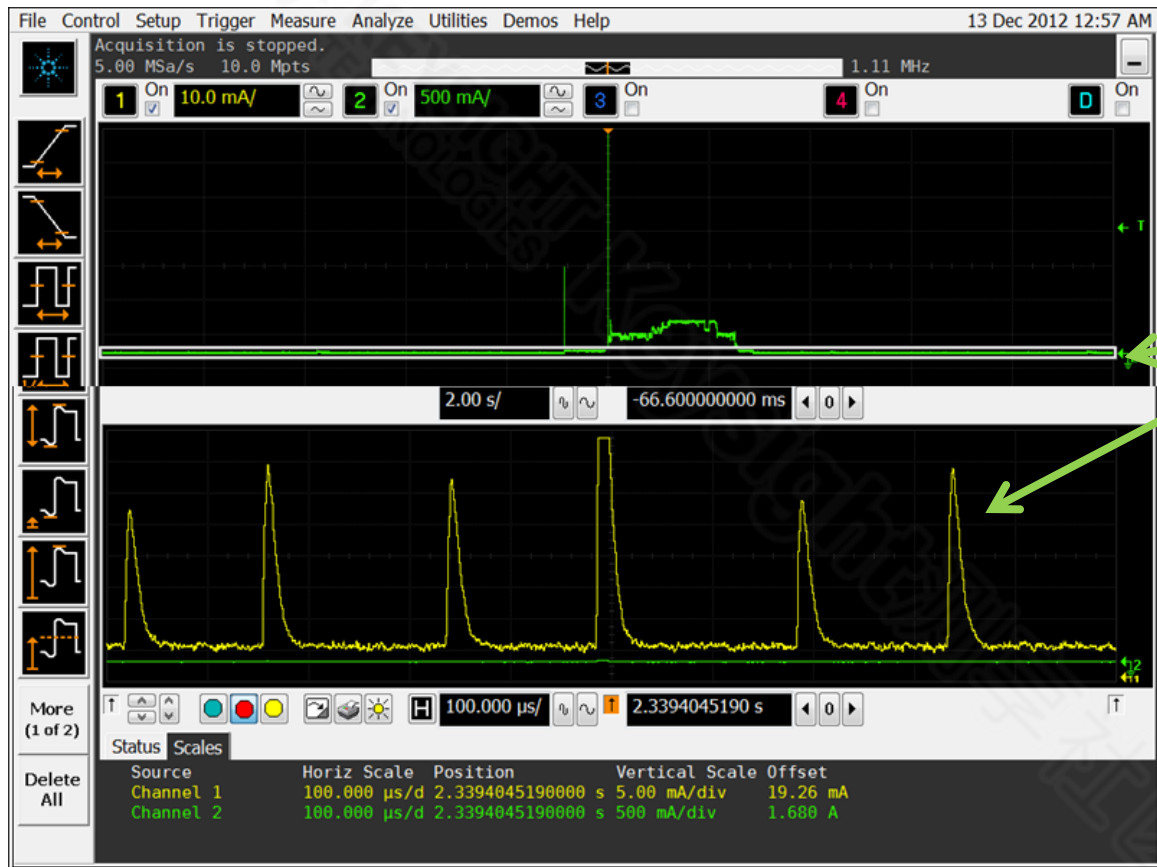 File Control Setup Trigger Measure Analyze Utilities Demos Help 13 Dec 2012 12:57 AM
Acquisition is stopped.
5.00 MSa/s 10.0 Mpts 1.11 MHz
1 On 10.0 mA/ 2 On 500 mA/ 3 On 4 On D On
T
2.00 s/ -66.600000000 ms 0
2
1
More
(1 of 2)
Delete
All
H 100.000 µs/ 2.3394045190 s 0
Status Scales
Source Horiz Scale Position Vertical Scale Offset
Channel 1 100.000 µs/d 2.3394045190000 s 5.00 mA/div 19.26 mA
Channel 2 100.000 µs/d 2.3394045190000 s 500 mA/div 1.680 A